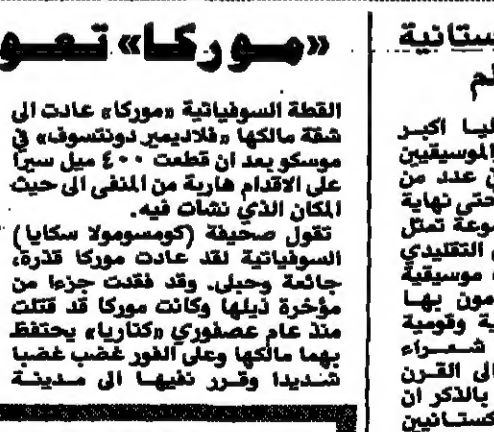 «مـوركـا» تـعـو
القطة السوفياتية «موركا» عادت الى
شقة مالكها «فلاديمير دونتسوف» في
موسكو بعد ان قطعت ٤٠٠ ميل سيراً
على الاقدام هاربة من المنفى الى حيث
المكان الذي نشات فيه.
تقول صحيفة (كومسومولا سكايا)
السوفياتية لقد عادت موركا قذرة،
جائعة وحبلى. وقد فقدت جزءا من
مؤخرة ذيلها وكانت موركا قد قتلت
منذ عام عصفوري «كناريا» يحتفظ
بهما مالكها وعلى الفور غضب غضبا
شديدا وقرر نفيها الى مدينة
ستانية
لم
ليا اكبر
الموسيقيين
ن عدد من
حتى نهاية
موعة تمثل
ي التقليدي
ت موسيقية
مون بها
ية وقومية
شعراء
الى القرن
بالذكر ان
كستانيين